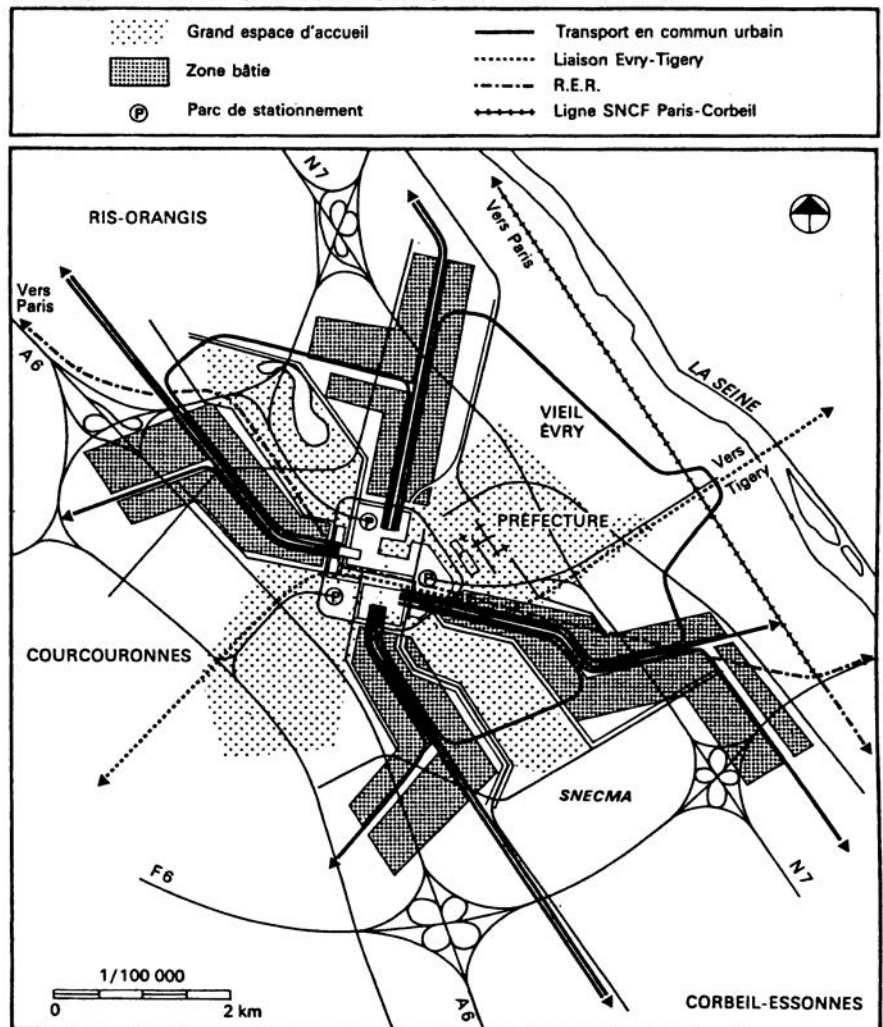 Grand espace d'accueil
Zone bâtie
P Parc de stationnement
Transport en commun urbain
Liaison Evry-Tigery
R.E.R.
Ligne SNCF Paris-Corbeil
N7
RIS-ORANGIS
Vers Paris
Vers
Paris
A6
LA SEINE
VIEIL
ÉVRY
Vers
Tigery
P
PRÉFECTURE
P
P
COURCOURONNES
SNECMA
N7
F6
1/100 000
0 2 km
A6
CORBEIL-ESSONNES